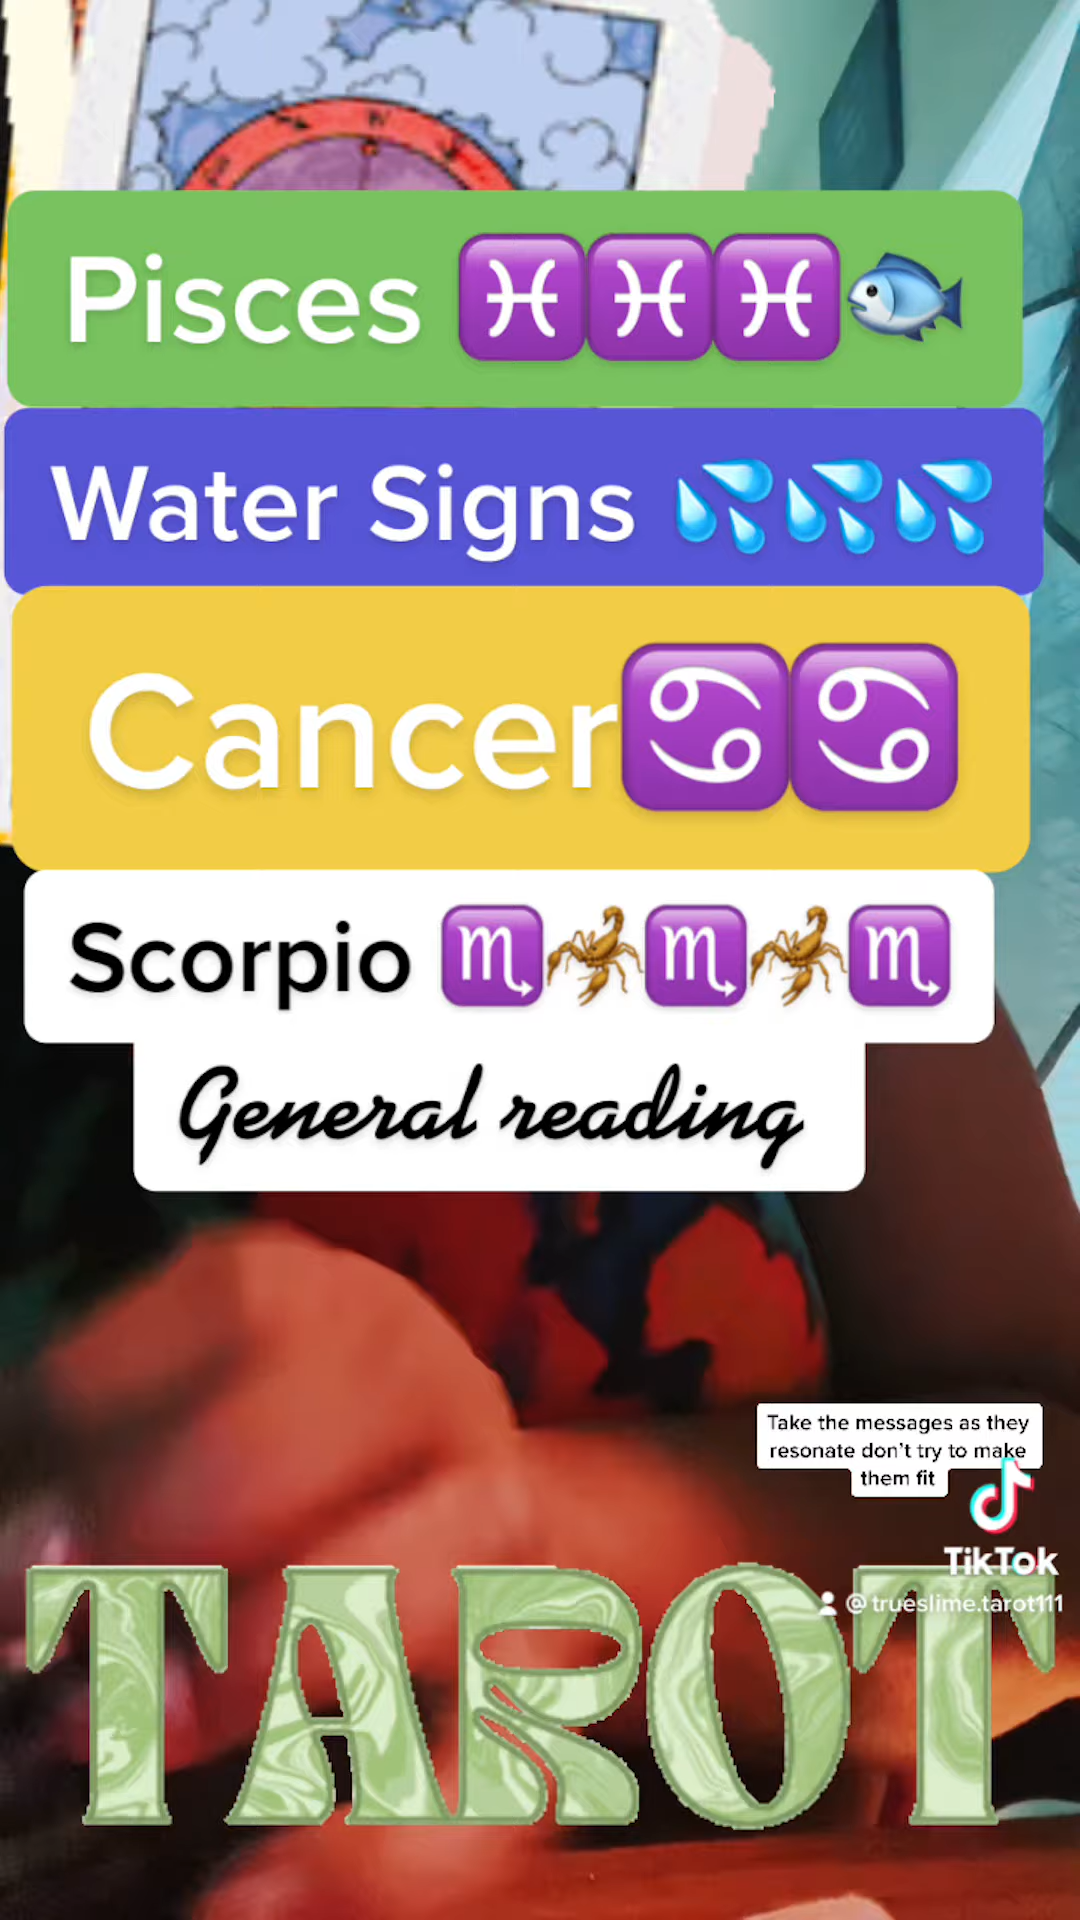 Pisces ♓♓♓🐟
Water Signs 💦💦💦
Cancer♋♋
Scorpio ♏🦂♏🦂♏
General reading
Take the messages as they
resonate don't try to make
them fit
TikTok
@trueslime.tarot111
TAROT